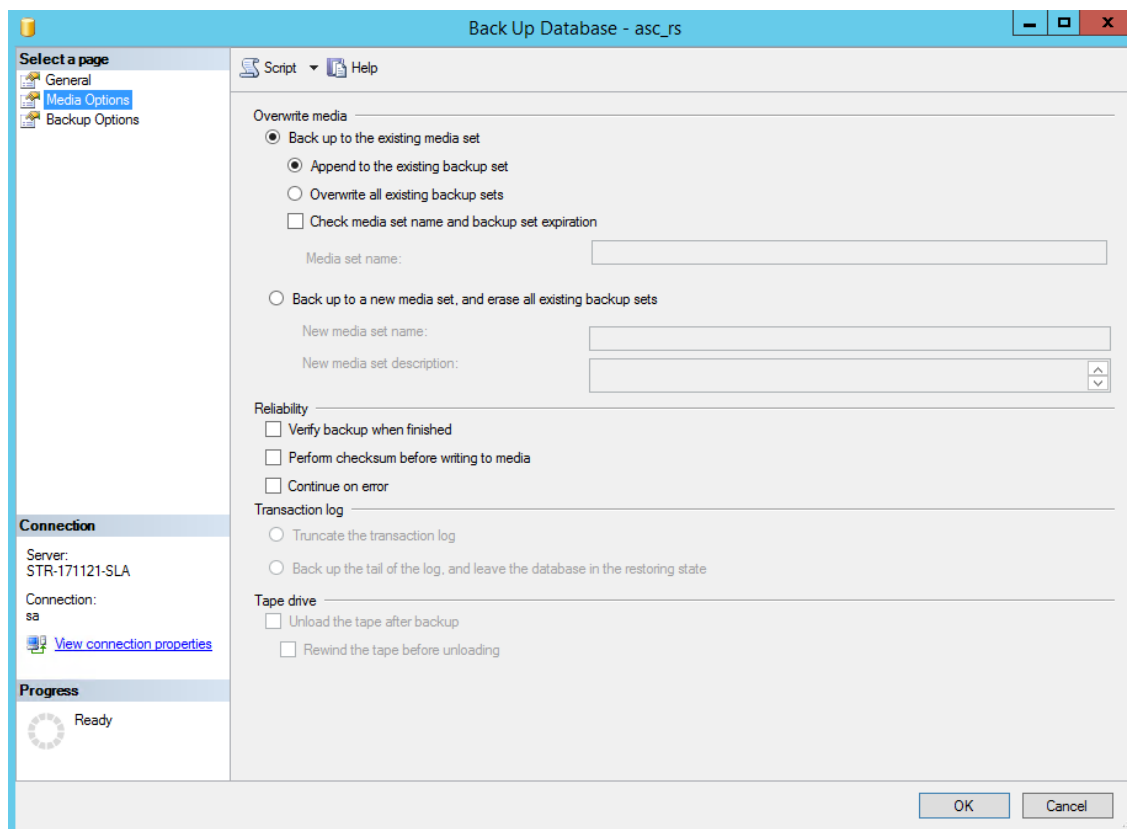 Back Up Database - asc_rs
Select a page
General
Media Options
Backup Options
Script
Help
Overwrite media
Back up to the existing media set
Append to the existing backup set
Overwrite all existing backup sets
Check media set name and backup set expiration
Media set name:
Back up to a new media set, and erase all existing backup sets
New media set name:
New media set description:
Reliability
Verify backup when finished
Perform checksum before writing to media
Continue on error
Transaction log
Truncate the transaction log
Back up the tail of the log, and leave the database in the restoring state
Tape drive
Unload the tape after backup
Rewind the tape before unloading
Connection
Server:
STR-171121-SLA
Connection:
sa
View connection properties
Progress
Ready
OK
Cancel